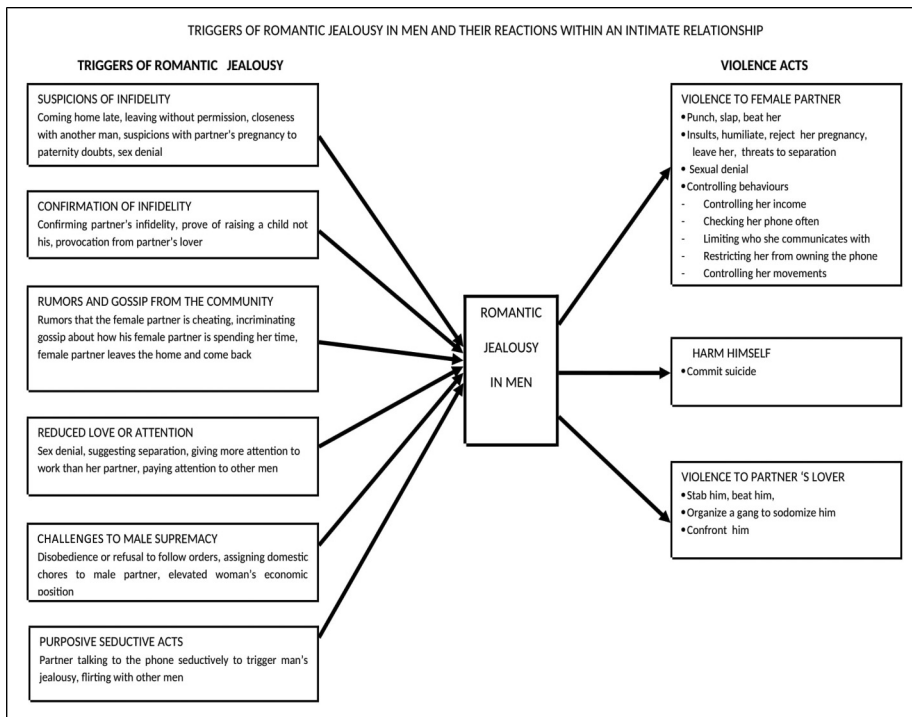 TRIGGERS OF ROMANTIC JEALOUSY IN MEN AND THEIR REACTIONS WITHIN AN INTIMATE RELATIONSHIP
TRIGGERS OF ROMANTIC JEALOUSY
SUSPICIONS OF INFIDELITY
Coming home late, leaving without permission, closeness
with another man, suspicions with partner's pregnancy to
paternity doubts, sex denial
CONFIRMATION OF INFIDELITY
Confirming partner's infidelity, prove of raising a child not
his, provocation from partner's lover
RUMORS AND GOSSIP FROM THE COMMUNITY
Rumors that the female partner is cheating, incriminating
gossip about how his female partner is spending her time,
female partner leaves the home and come back
REDUCED LOVE OR ATTENTION
Sex denial, suggesting separation, giving more attention to
work than her partner, paying attention to other men
CHALLENGES TO MALE SUPREMACY
Disobedience or refusal to follow orders, assigning domestic
chores to male partner, elevated woman's economic
position
PURPOSIVE SEDUCTIVE ACTS
Partner talking to the phone seductively to trigger man's
jealousy, flirting with other men
ROMANTIC
JEALOUSY
IN MEN
VIOLENCE ACTS
VIOLENCE TO FEMALE PARTNER
•Punch, slap, beat her
•Insults, humiliate, reject her pregnancy,
leave her, threats to separation
• Sexual denial
•Controlling behaviours
- Controlling her income
- Checking her phone often
- Limiting who she communicates with
- Restricting her from owning the phone
- Controlling her movements
HARM HIMSELF
•Commit suicide
VIOLENCE TO PARTNER 'S LOVER
•Stab him, beat him,
•Organize a gang to sodomize him
•Confront him